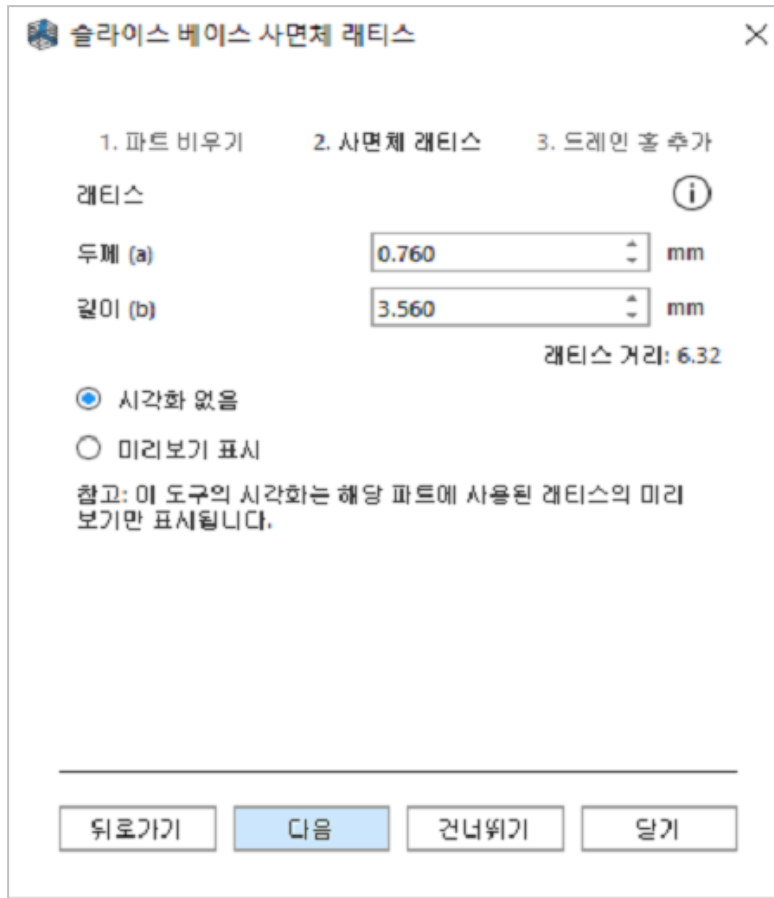 슬라이스 베이스 사면체 래티스
1. 파트 비우기 2. 사면체 래티스 3. 드레인 홀 추가
래티스
두께 (a) 0.760 mm
길이 (b) 3.560 mm
래티스 거리: 6.32
시각화 없음
미리보기 표시
참고: 이 도구의 시각화는 해당 파트에 사용된 래티스의 미리
보기만 표시됩니다.
뒤로가기 다음 건너뛰기 닫기